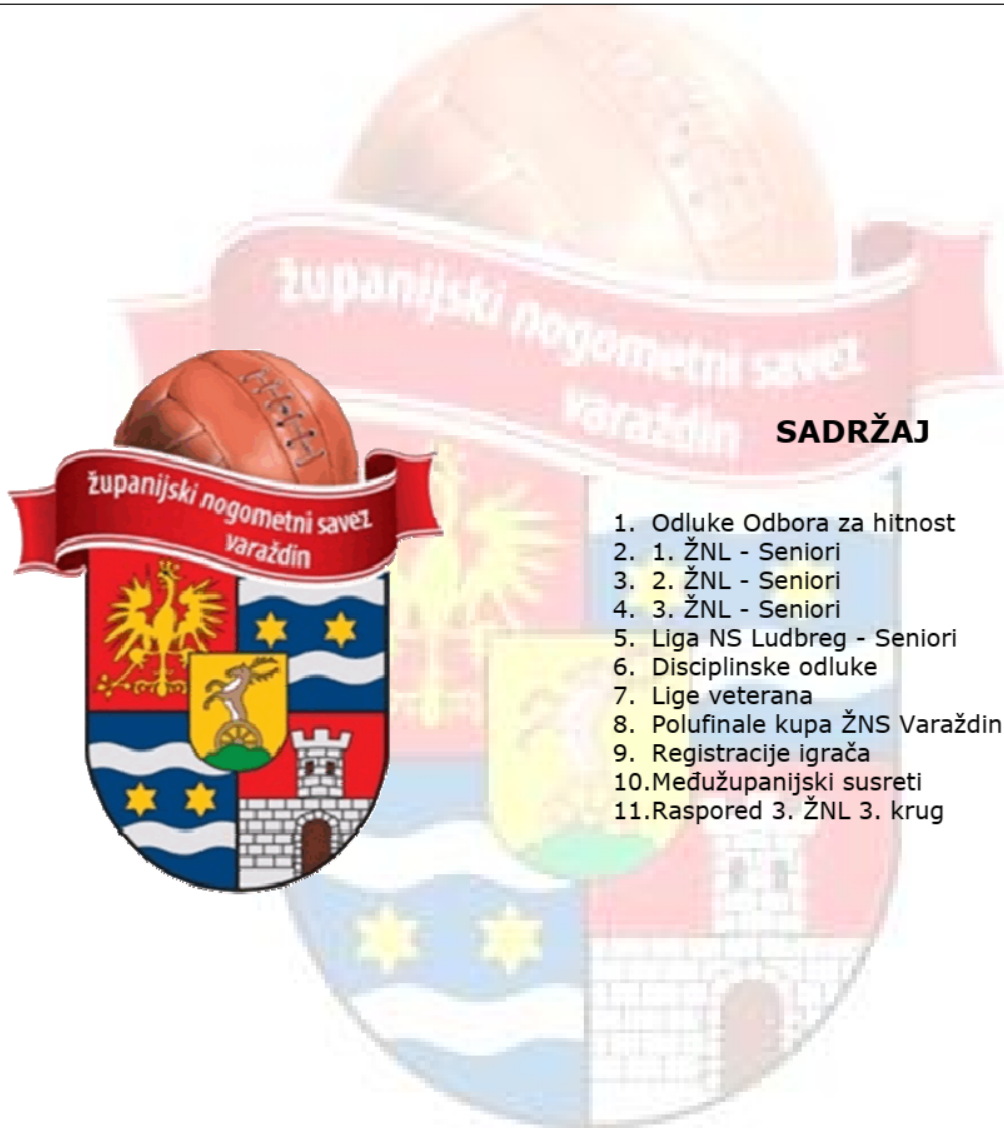 županijski nogometni savez
varaždin
županijski nogometni savez
varaždin
SADRŽAJ
1. Odluke Odbora za hitnost
2. 1. ŽNL - Seniori
3. 2. ŽNL - Seniori
4. 3. ŽNL - Seniori
5. Liga NS Ludbreg - Seniori
6. Disciplinske odluke
7. Lige veterana
8. Polufinale kupa ŽNS Varaždin
9. Registracije igrača
10.Međužupanijski susreti
11.Raspored 3. ŽNL 3. krug